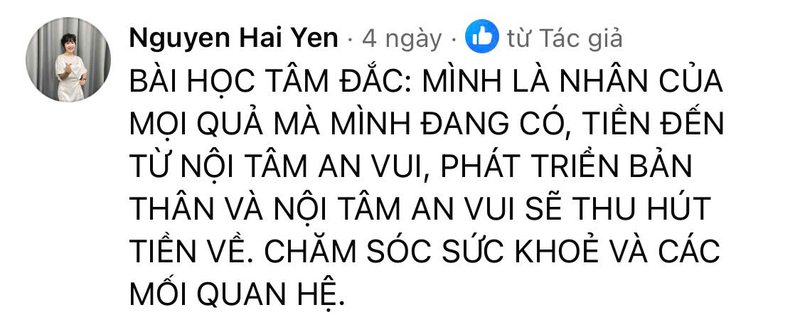 Nguyen Hai Yen · 4 ngày · từ Tác giả
BÀI HỌC TÂM ĐẮC: MÌNH LÀ NHÂN CỦA
MỌI QUẢ MÀ MÌNH ĐANG CÓ, TIỀN ĐẾN
TỪ NỘI TÂM AN VUI, PHÁT TRIỂN BẢN
THÂN VÀ NỘI TÂM AN VUI SẼ THU HÚT
TIỀN VỀ. CHĂM SÓC SỨC KHOẺ VÀ CÁC
MỐI QUAN HỆ.